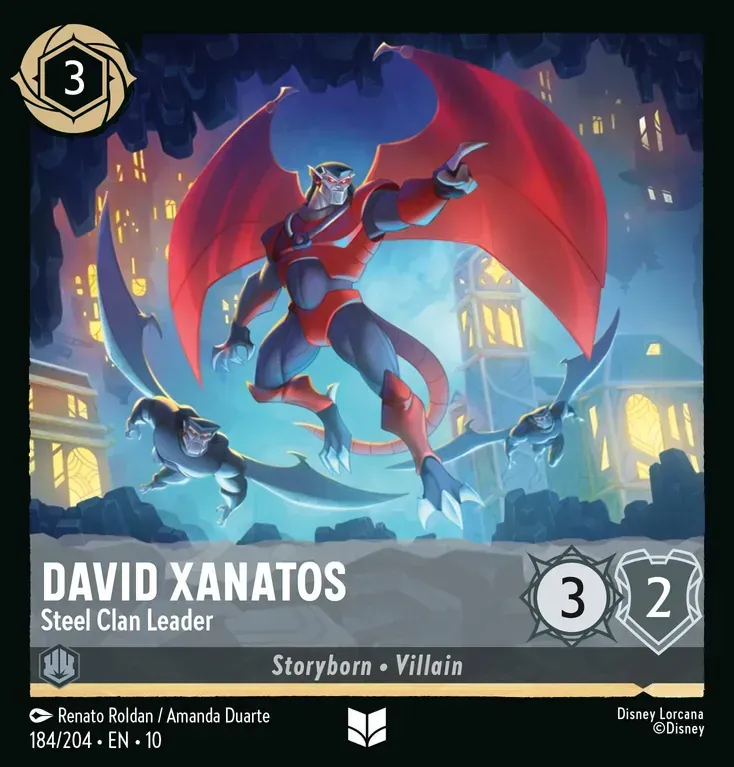 3
DAVID XANATOS
Steel Clan Leader
3 2
Storyborn • Villain
Renato Roldan / Amanda Duarte
184/204 • EN • 10
Disney Lorcana
©Disney